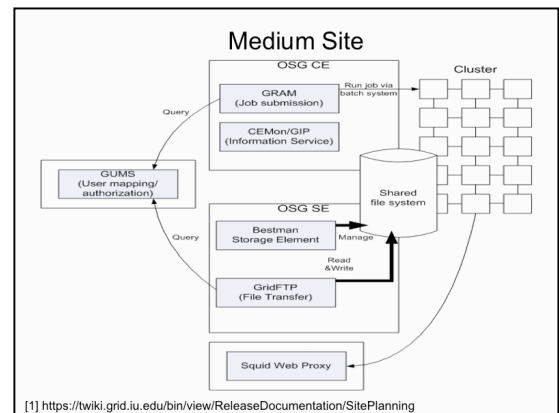 Medium Site
OSG CE
GRAM
(Job submission)
Run job via
batch system
Cluster
CEMon/GIP
(Information Service)
Query
GUMS
(User mapping/
authorization)
Shared
file system
OSG SE
Bestman
Storage Element
Manage
Query
Read
&Write
GridFTP
(File Transfer)
Squid Web Proxy
[1] https://twiki.grid.iu.edu/bin/view/ReleaseDocumentation/SitePlanning